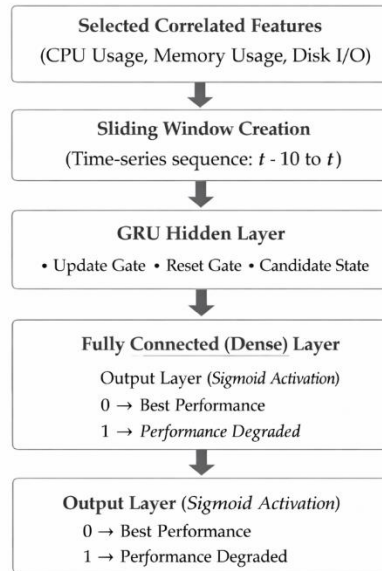 Selected Correlated Features
(CPU Usage, Memory Usage, Disk I/O)
Sliding Window Creation
(Time-series sequence: t - 10 to t)
GRU Hidden Layer
• Update Gate • Reset Gate • Candidate State
Fully Connected (Dense) Layer
Output Layer (Sigmoid Activation)
0 → Best Performance
1 → Performance Degraded
Output Layer (Sigmoid Activation)
0 → Best Performance
1 → Performance Degraded